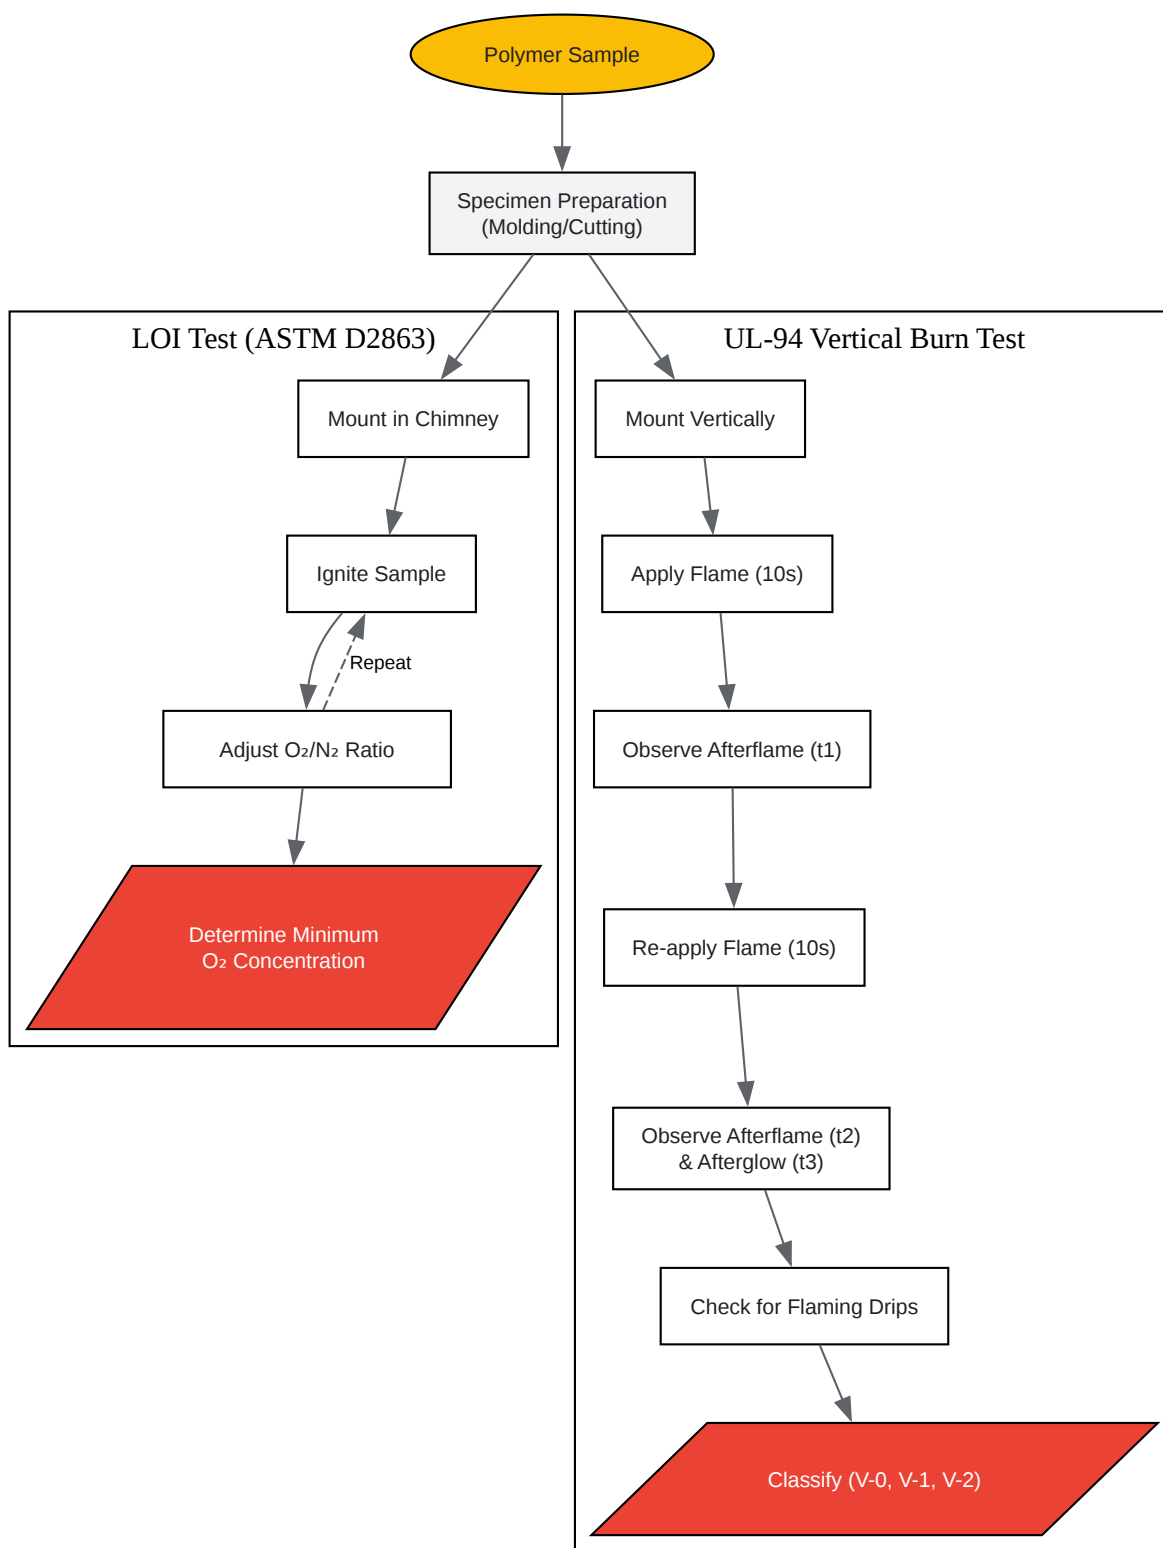 Polymer Sample
Specimen Preparation
(Molding/Cutting)
LOI Test (ASTM D2863)
Mount in Chimney
Ignite Sample
Repeat
Adjust O₂/N₂ Ratio
Determine Minimum
O₂ Concentration
UL-94 Vertical Burn Test
Mount Vertically
Apply Flame (10s)
Observe Afterflame (t1)
Re-apply Flame (10s)
Observe Afterflame (t2)
& Afterglow (t3)
Check for Flaming Drips
Classify (V-0, V-1, V-2)